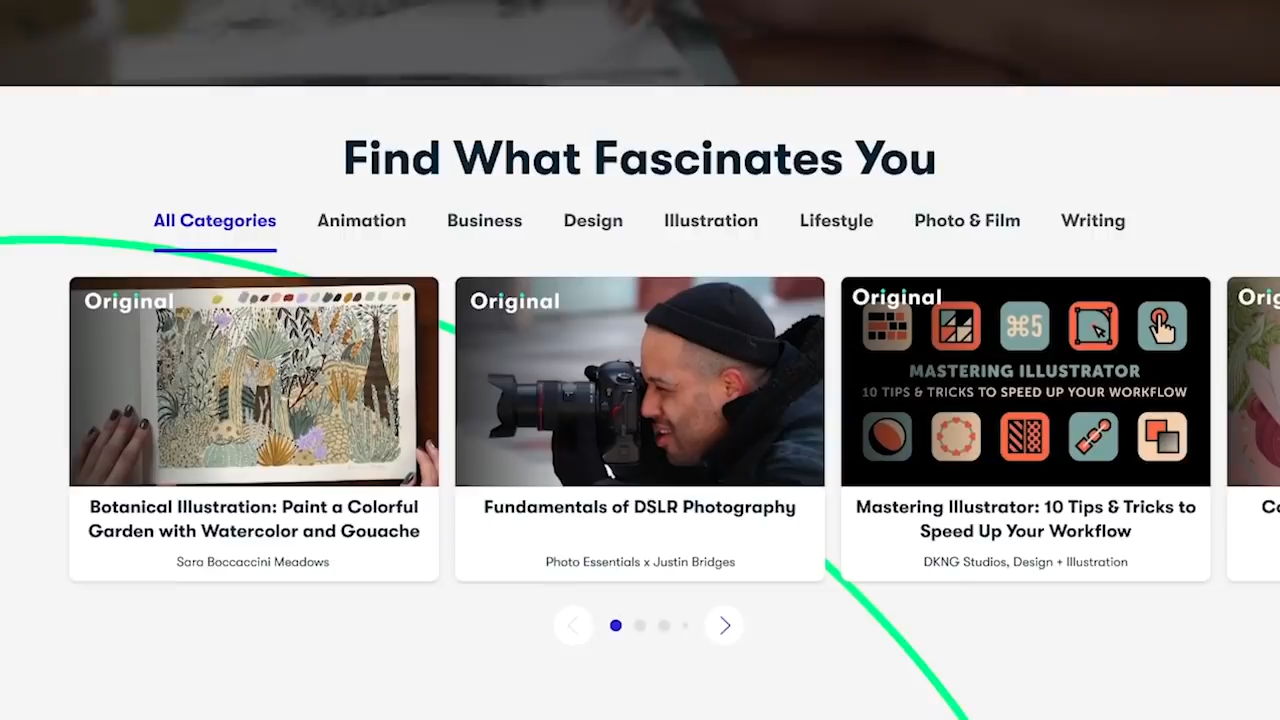 Find What Fascinates You
All Categories Animation Business Design Illustration Lifestyle Photo & Film Writing
Original
Botanical Illustration: Paint a Colorful
Garden with Watercolor and Gouache
Sara Boccaccini Meadows
Original
Fundamentals of DSLR Photography
Photo Essentials x Justin Bridges
Original
⌘5
MASTERING ILLUSTRATOR
10 TIPS & TRICKS TO SPEED UP YOUR WORKFLOW
Mastering Illustrator: 10 Tips & Tricks to
Speed Up Your Workflow
DKNG Studios, Design + Illustration